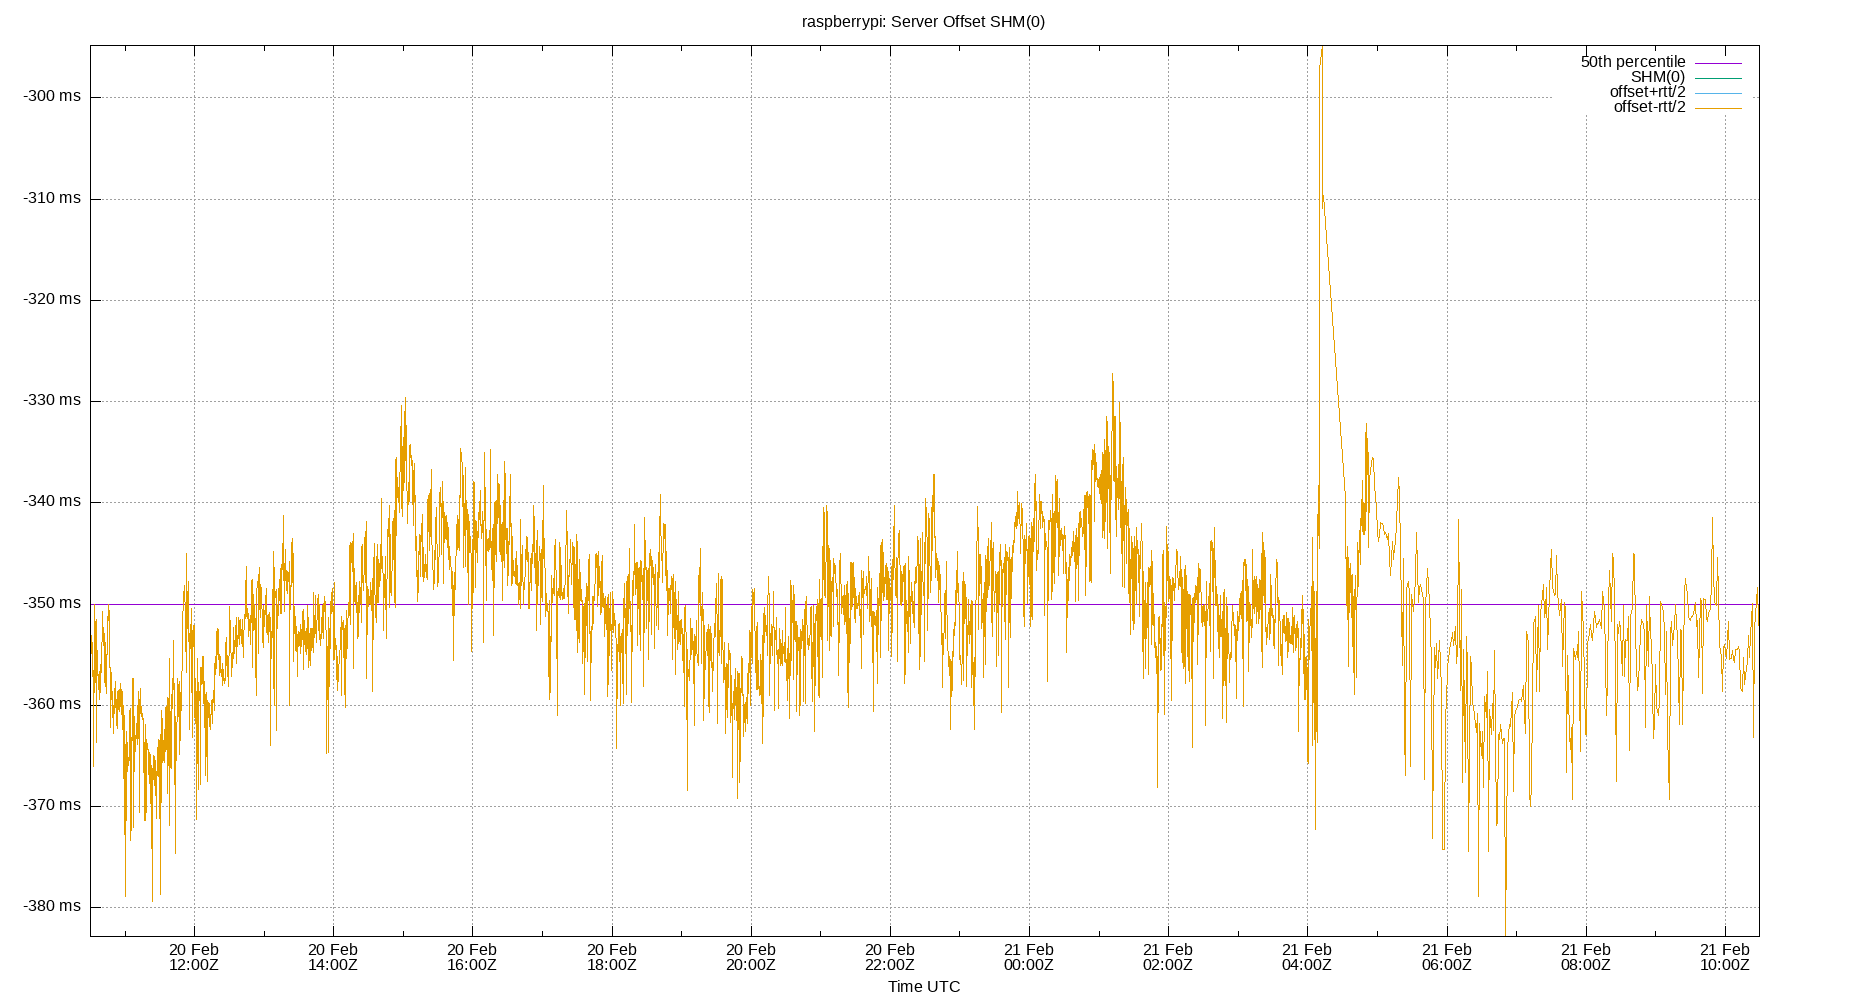 raspberrypi: Server Offset SHM(0)
50th percentile
SHM(0)
offset+rtt/2
offset-rtt/2
-300 ms
-310 ms
-320 ms
-330 ms
-340 ms
-350 ms
-360 ms
-370 ms
-380 ms
20 Feb 20 Feb 20 Feb 20 Feb 20 Feb 20 Feb 21 Feb 21 Feb 21 Feb 21 Feb 21 Feb 21 Feb
12:00Z 14:00Z 16:00Z 18:00Z 20:00Z 22:00Z 00:00Z 02:00Z 04:00Z 06:00Z 08:00Z 10:00Z
Time UTC